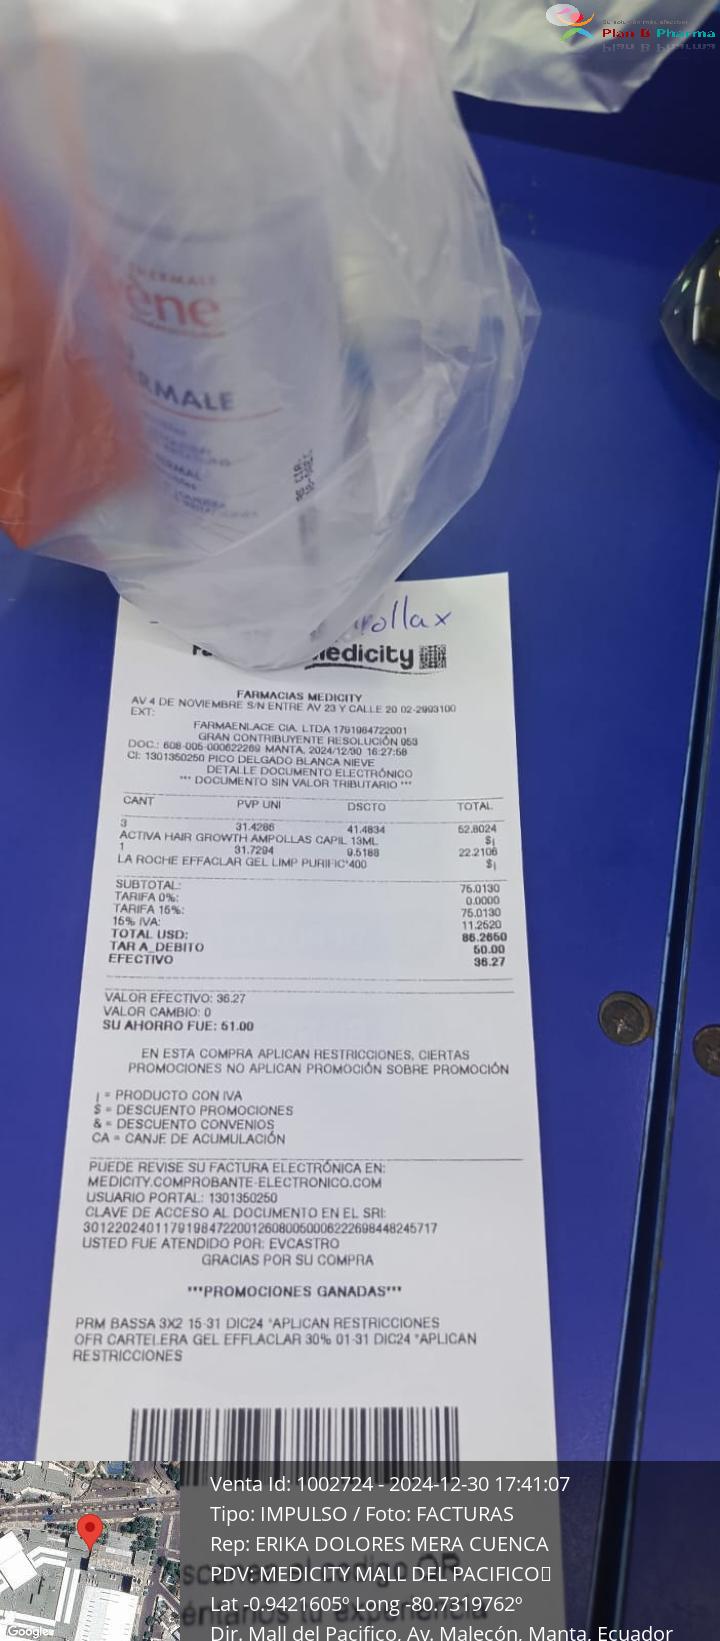 Su solución más efectiva
Plan B Pharma
THERMALE
RMALE
rollax
Medicity
FARMACIAS MEDICITY
AV 4 DE NOVIEMBRE S/N ENTRE AV 23 Y CALLE 20 02-2993100
EXT:
FARMAENLACE CIA. LTDA 1791984722001
GRAN CONTRIBUYENTE RESOLUCIÓN 953
DOC.: 608-005-000622269 MANTA, 2024/12/30 16:27:58
CI: 1301350250 PICO DELGADO BLANCA NIEVE
DETALLE DOCUMENTO ELECTRÓNICO
*** DOCUMENTO SIN VALOR TRIBUTARIO ***
CANT PVP UNI DSCTO TOTAL
3 31.4286 41.4834 52.8024
ACTIVA HAIR GROWTH AMPOLLAS CAPIL 13ML $¡
1 31.7294 9.5188 22.2106
LA ROCHE EFFACLAR GEL LIMP PURIFIC*400 $¡
SUBTOTAL: 75.0130
TARIFA 0%: 0.0000
TARIFA 15%: 75.0130
15% IVA: 11.2520
TOTAL USD: 86.2650
TAR A_DEBITO 50.00
EFECTIVO 36.27
VALOR EFECTIVO: 36.27
VALOR CAMBIO: 0
SU AHORRO FUE: 51.00
EN ESTA COMPRA APLICAN RESTRICCIONES, CIERTAS
PROMOCIONES NO APLICAN PROMOCIÓN SOBRE PROMOCIÓN
¡ = PRODUCTO CON IVA
$ = DESCUENTO PROMOCIONES
& = DESCUENTO CONVENIOS
CA = CANJE DE ACUMULACIÓN
PUEDE REVISE SU FACTURA ELECTRÓNICA EN:
MEDICITY.COMPROBANTE-ELECTRONICO.COM
USUARIO PORTAL: 1301350250
CLAVE DE ACCESO AL DOCUMENTO EN EL SRI:
3012202401179198472200126080050006222698448245717
USTED FUE ATENDIDO POR: EVCASTRO
GRACIAS POR SU COMPRA
***PROMOCIONES GANADAS***
PRM BASSA 3X2 15-31 DIC24 *APLICAN RESTRICCIONES
OFR CARTELERA GEL EFFLACLAR 30% 01-31 DIC24 *APLICAN
RESTRICCIONES
Venta Id: 1002724 - 2024-12-30 17:41:07
Tipo: IMPULSO / Foto: FACTURAS
Rep: ERIKA DOLORES MERA CUENCA
PDV: MEDICITY MALL DEL PACIFICO
Lat -0.9421605º Long -80.7319762º
Dir. Mall del Pacifico, Av. Malecón, Manta, Ecuador
Google